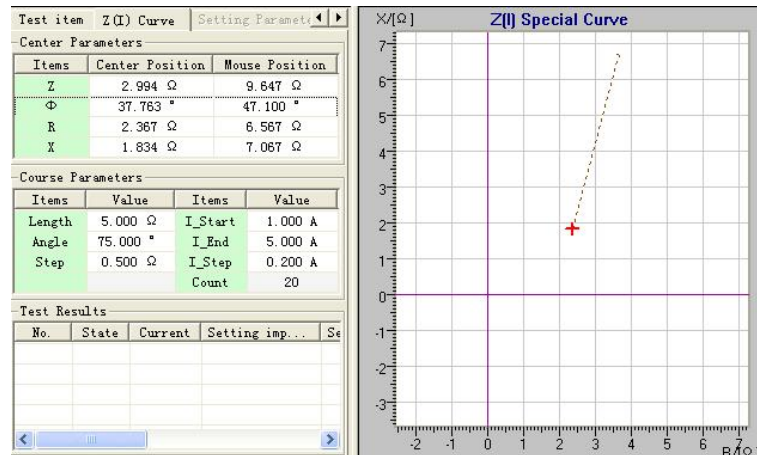 Test item Z(I) Curve Setting Paramet
Center Parameters
Items Center Position Mouse Position
Z 2.994 Ω 9.647 Ω
Φ 37.763 ° 47.100 °
R 2.367 Ω 6.567 Ω
X 1.834 Ω 7.067 Ω
Course Parameters
Items Value Items Value
Length 5.000 Ω I_Start 1.000 A
Angle 75.000 ° I_End 5.000 A
Step 0.500 Ω I_Step 0.200 A
Count 20
Test Results
No. State Current Setting imp... Se
X/[Ω] Z(I) Special Curve
7
6
5
4
3
2
1
0
-1
-2
-3
-2 -1 0 1 2 3 4 5 6 7
R/[Ω